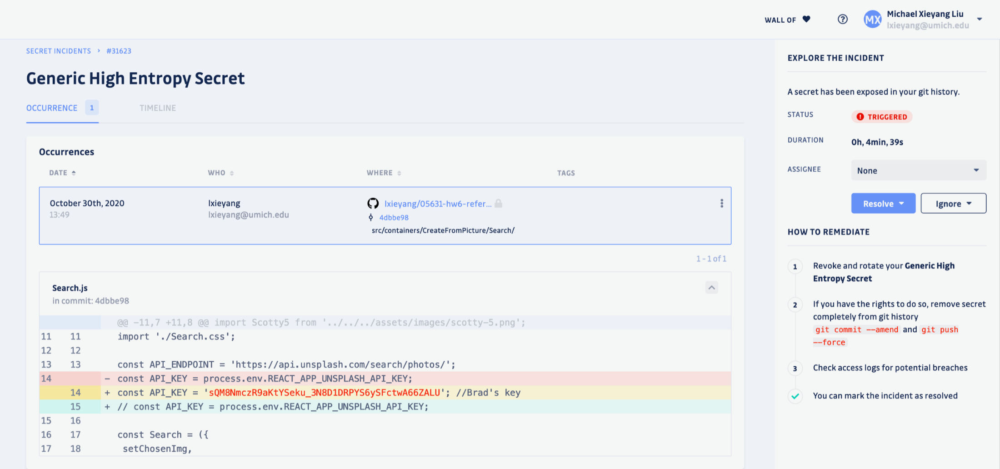 WALL OF
MX
Michael Xieyang Liu
lxieyang@umich.edu
SECRET INCIDENTS > #31623
Generic High Entropy Secret
OCCURRENCE 1
TIMELINE
Occurrences
DATE WHO WHERE TAGS
October 30th, 2020
13:49
lxieyang
lxieyang@umich.edu
lxieyang/05631-hw6-refer...
4dbbe98
src/containers/CreateFromPicture/Search/
1 - 1 of 1
Search.js
in commit: 4dbbe98
@@ -11,7 +11,8 @@ import Scotty5 from '../../../assets/images/scotty-5.png';
11 11 import './Search.css';
12 12
13 13 const API_ENDPOINT = 'https://api.unsplash.com/search/photos/';
14 - const API_KEY = process.env.REACT_APP_UNSPLASH_API_KEY;
14 + const API_KEY = 'sQM8NmczR9aKtYSeku_3N8D1DRPYS6ySFctwA66ZALU'; //Brad's key
15 + // const API_KEY = process.env.REACT_APP_UNSPLASH_API_KEY;
15 16
16 17 const Search = ({
17 18 setChosenImg,
EXPLORE THE INCIDENT
A secret has been exposed in your git history.
STATUS TRIGGERED
DURATION 0h, 4min, 39s
ASSIGNEE None
Resolve Ignore
HOW TO REMEDIATE
1 Revoke and rotate your Generic High
Entropy Secret
2 If you have the rights to do so, remove secret
completely from git history
git commit --amend and git push
--force
3 Check access logs for potential breaches
You can mark the incident as resolved